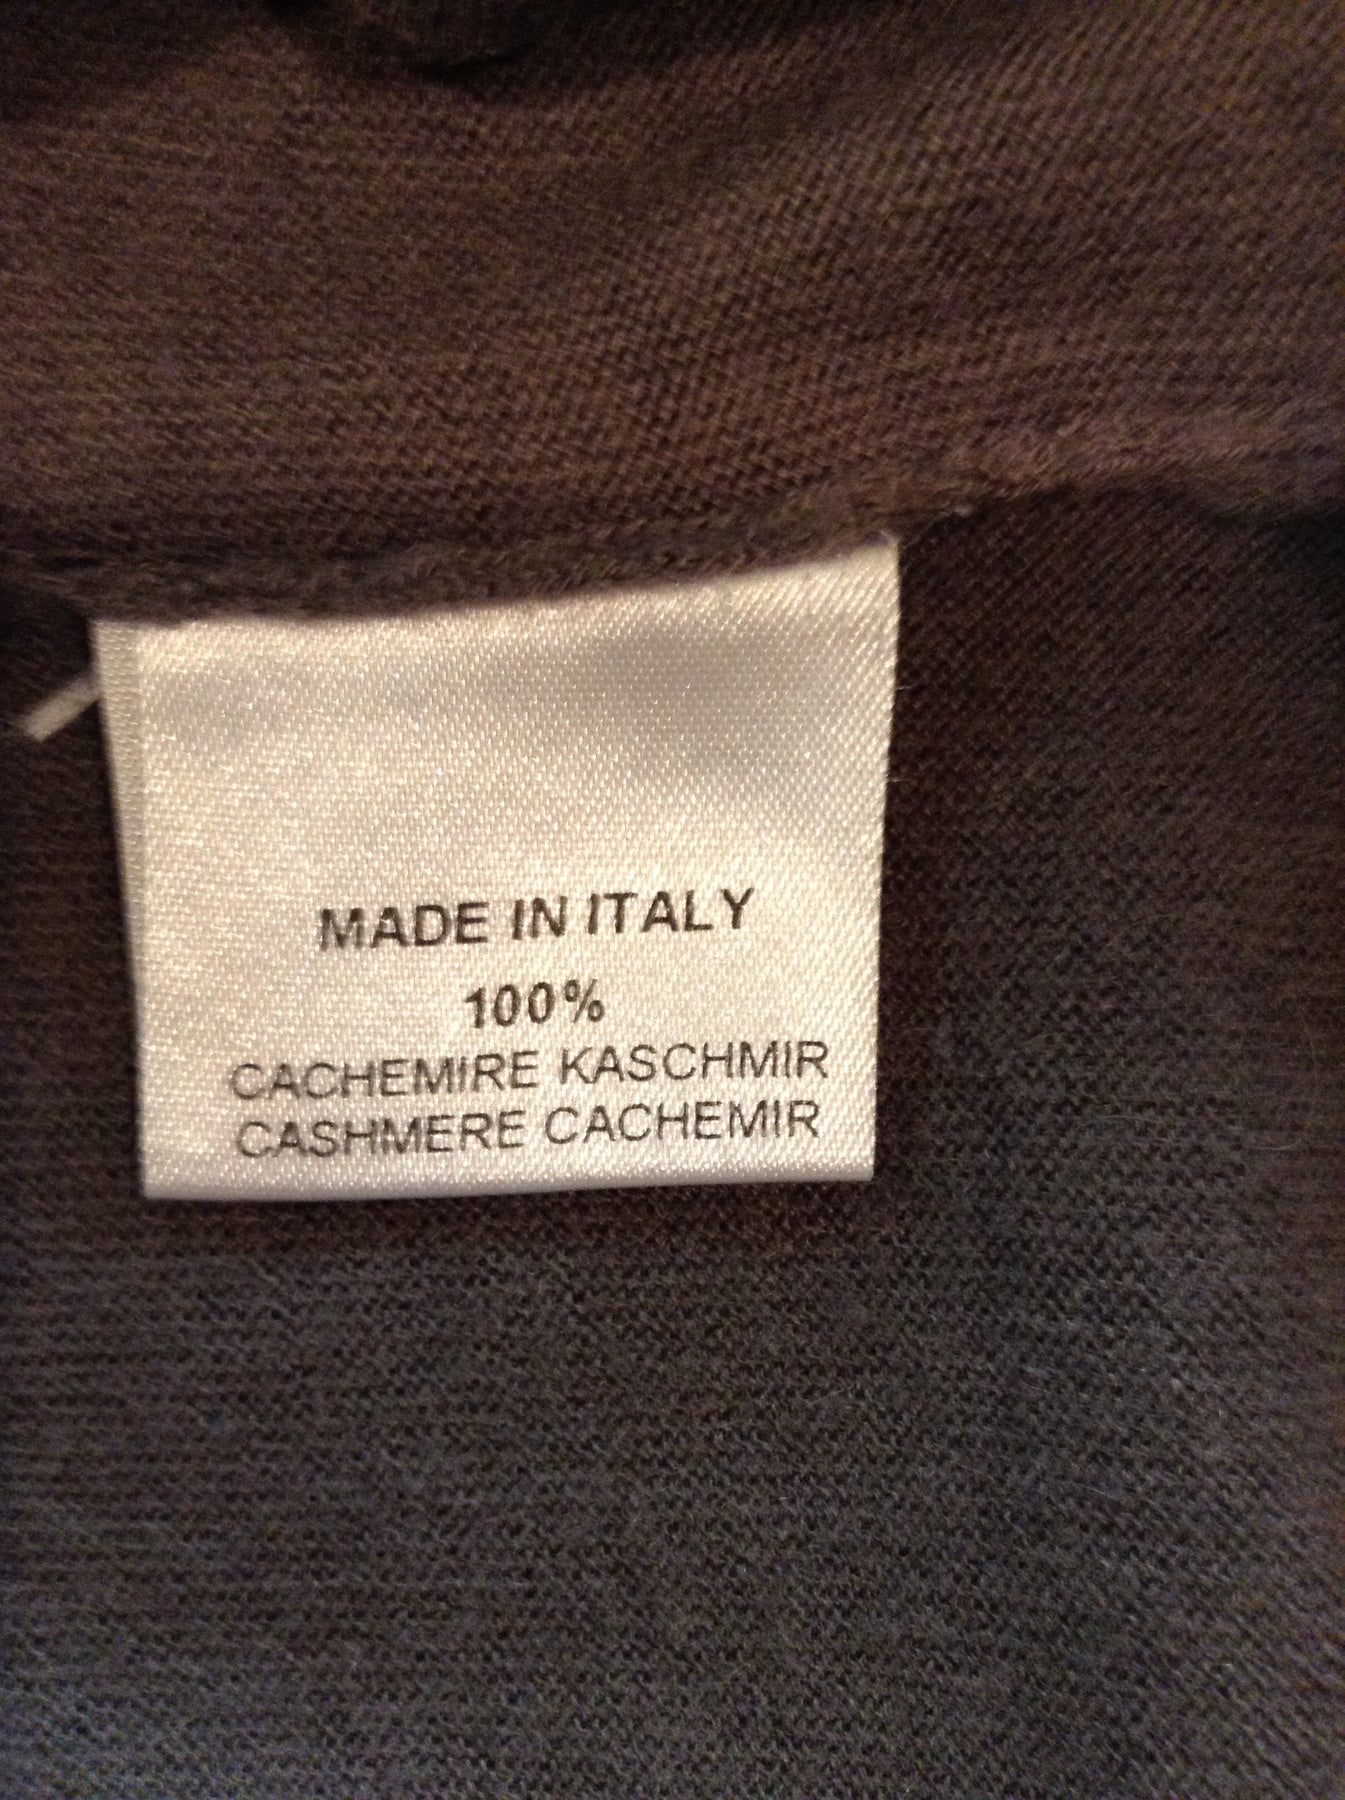 MADE IN ITALY
100%
CACHEMIRE KASCHMIR
CASHMERE CACHEMIR